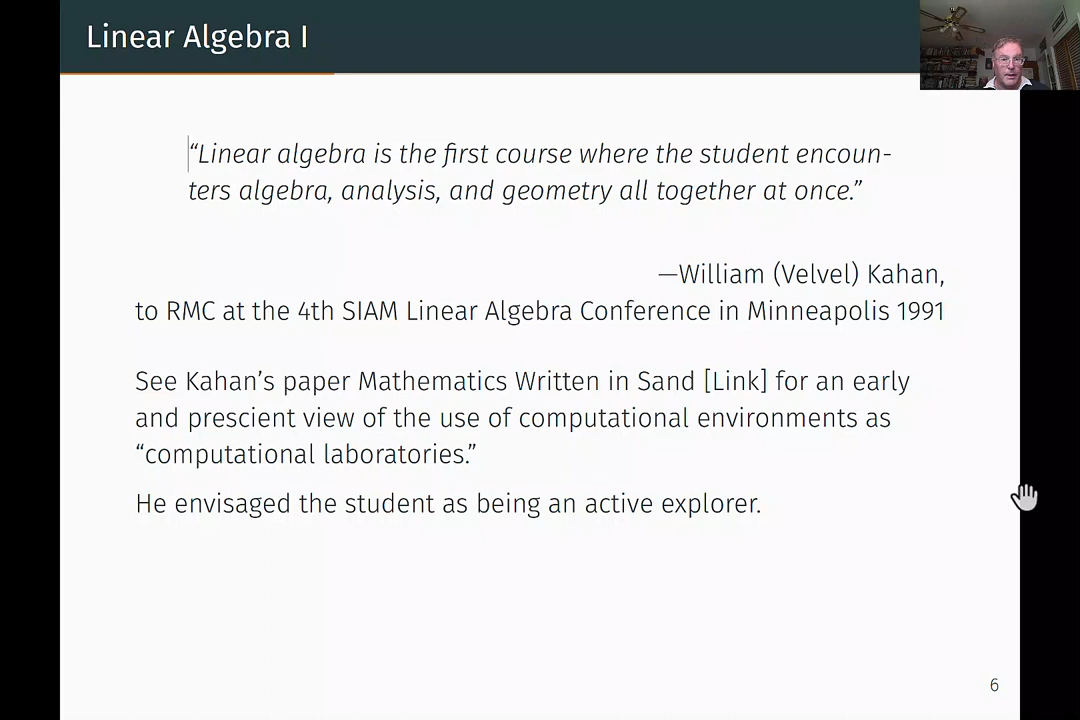 Linear Algebra I
“Linear algebra is the first course where the student encoun-
ters algebra, analysis, and geometry all together at once.”
—William (Velvel) Kahan,
to RMC at the 4th SIAM Linear Algebra Conference in Minneapolis 1991
See Kahan’s paper Mathematics Written in Sand [Link] for an early
and prescient view of the use of computational environments as
“computational laboratories.”
He envisaged the student as being an active explorer.
6